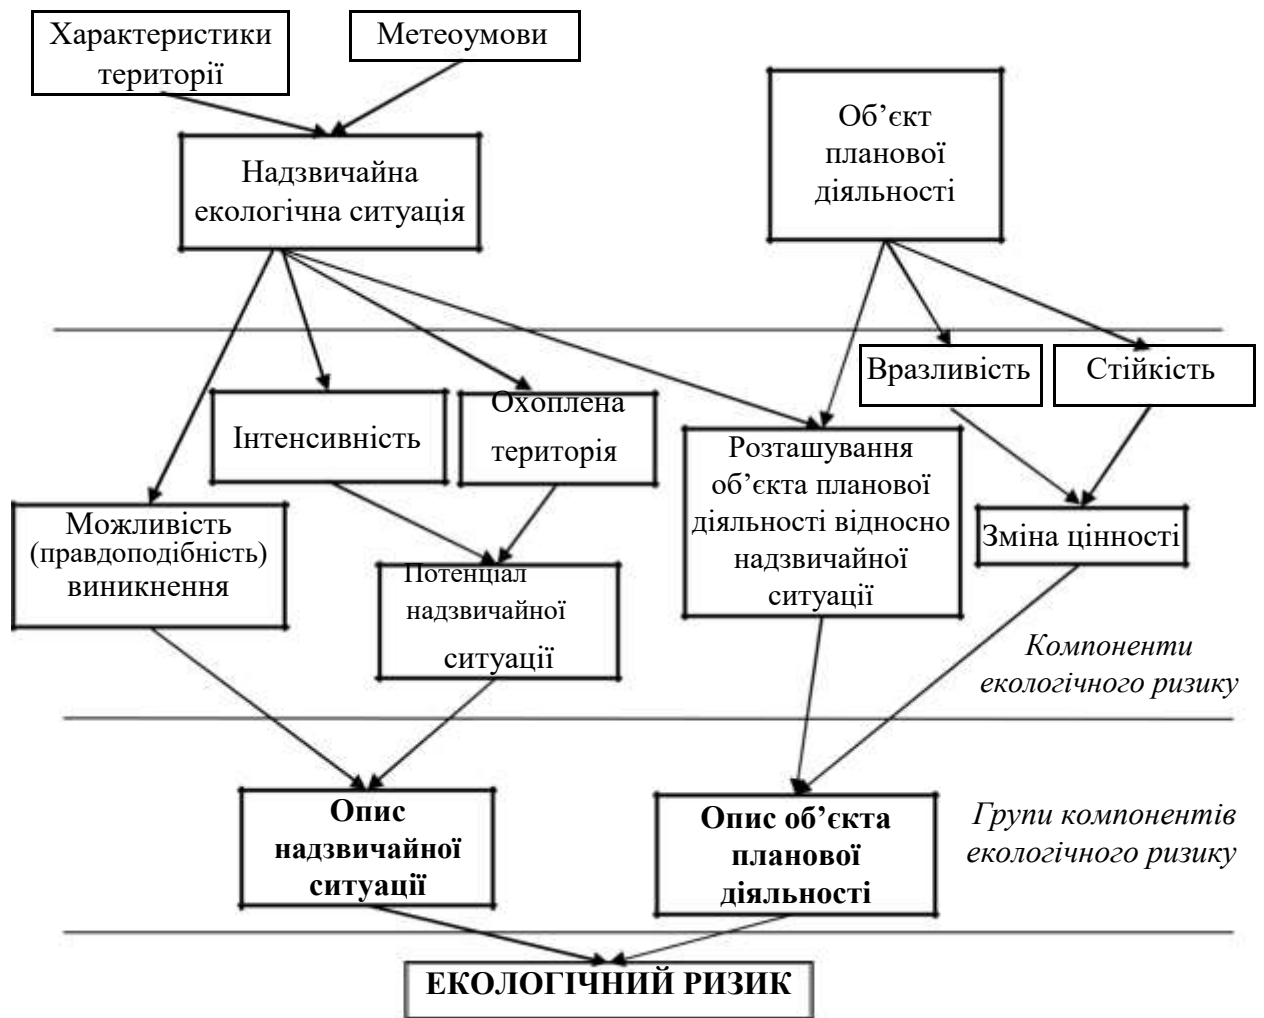 Характеристики
території
Метеоумови
Об’єкт
планової
діяльності
Надзвичайна
екологічна ситуація
Вразливість
Стійкість
Інтенсивність
Охоплена
територія
Розташування
об’єкта планової
діяльності відносно
надзвичайної
ситуації
Можливість
(правдоподібність)
виникнення
Зміна цінності
Потенціал
надзвичайної
ситуації
Компоненти
екологічного ризику
Опис
надзвичайної
ситуації
Опис об’єкта
планової
діяльності
Групи компонентів
екологічного ризику
ЕКОЛОГІЧНИЙ РИЗИК